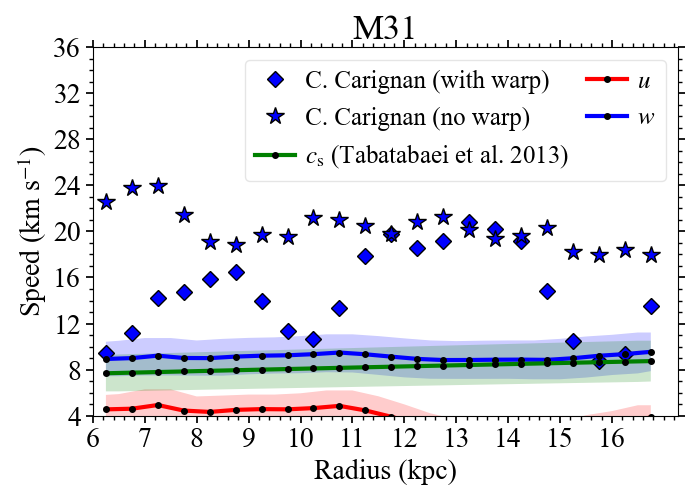 M31
36
32
28
24
20
16
12
8
4
Speed (km s⁻¹)
C. Carignan (with warp)
C. Carignan (no warp)
cₛ (Tabatabaei et al. 2013)
u
w
6 7 8 9 10 11 12 13 14 15 16
Radius (kpc)